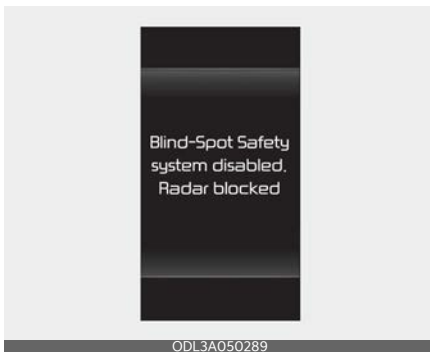 Blind-Spot Safety
system disabled.
Radar blocked
ODL3A050289